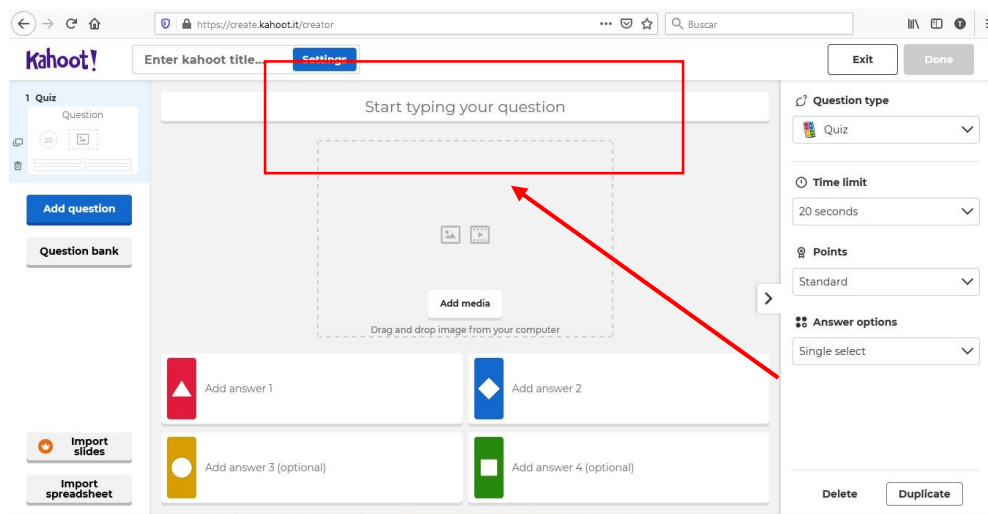 https://create.kahoot.it/creator
Buscar
Kahoot!
Enter kahoot title...
Settings
Exit
Done
1 Quiz
Question
20
Add question
Question bank
Import slides
Import spreadsheet
Start typing your question
Add media
Drag and drop image from your computer
Add answer 1
Add answer 2
Add answer 3 (optional)
Add answer 4 (optional)
Question type
Quiz
Time limit
20 seconds
Points
Standard
Answer options
Single select
Delete
Duplicate